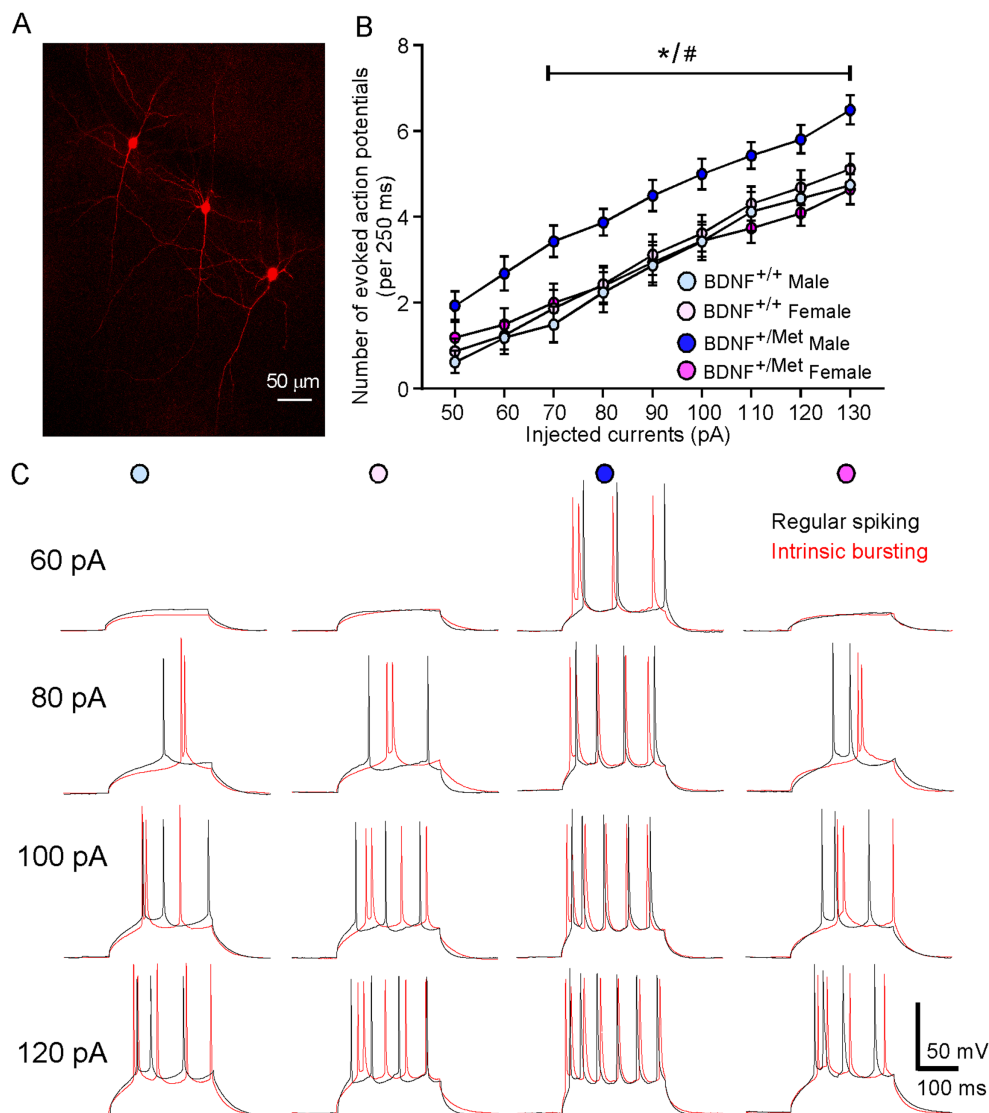 A
50 μm
B
Number of evoked action potentials
(per 250 ms)
8
6
4
2
0
*/#
BDNF+/+ Male
BDNF+/+ Female
BDNF+/Met Male
BDNF+/Met Female
50 60 70 80 90 100 110 120 130
Injected currents (pA)
C
Regular spiking
Intrinsic bursting
60 pA
80 pA
100 pA
120 pA
50 mV
100 ms